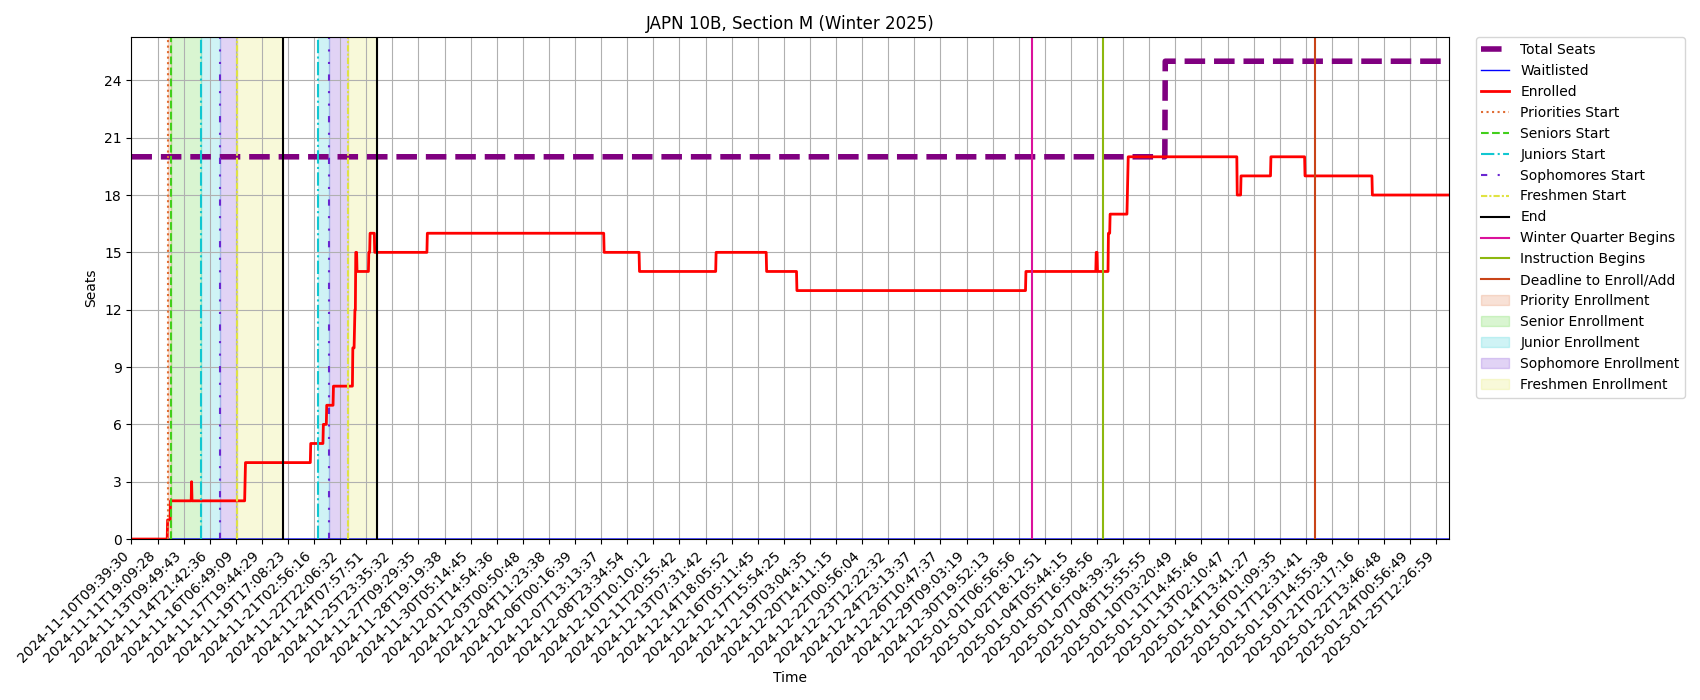 JAPN 10B, Section M (Winter 2025)
Seats
24
21
18
15
12
9
6
3
0
2024-11-10T09:39:30
2024-11-11T19:09:28
2024-11-13T09:49:43
2024-11-14T21:42:36
2024-11-16T06:49:09
2024-11-17T19:44:29
2024-11-19T17:08:23
2024-11-21T02:56:16
2024-11-22T22:06:32
2024-11-24T07:57:51
2024-11-25T23:35:32
2024-11-27T09:29:35
2024-11-28T19:19:38
2024-11-30T05:14:45
2024-12-01T14:54:36
2024-12-03T00:50:48
2024-12-04T11:23:38
2024-12-06T00:16:39
2024-12-07T13:13:37
2024-12-08T23:34:54
2024-12-10T10:10:12
2024-12-11T20:55:42
2024-12-13T07:31:42
2024-12-14T18:05:52
2024-12-16T05:11:45
2024-12-17T15:54:25
2024-12-19T03:04:35
2024-12-20T14:11:15
2024-12-22T00:56:04
2024-12-23T12:22:32
2024-12-24T23:13:37
2024-12-26T10:47:37
2024-12-29T09:03:19
2024-12-30T19:52:13
2025-01-01T06:56:56
2025-01-02T18:12:51
2025-01-04T05:44:15
2025-01-05T16:58:56
2025-01-07T04:39:32
2025-01-08T15:55:55
2025-01-10T03:20:49
2025-01-11T14:45:46
2025-01-13T02:10:47
2025-01-14T13:41:27
2025-01-16T01:09:35
2025-01-17T12:31:41
2025-01-19T14:55:38
2025-01-21T02:17:16
2025-01-22T13:46:48
2025-01-24T00:56:49
2025-01-25T12:26:59
Time
Total Seats
Waitlisted
Enrolled
Priorities Start
Seniors Start
Juniors Start
Sophomores Start
Freshmen Start
End
Winter Quarter Begins
Instruction Begins
Deadline to Enroll/Add
Priority Enrollment
Senior Enrollment
Junior Enrollment
Sophomore Enrollment
Freshmen Enrollment